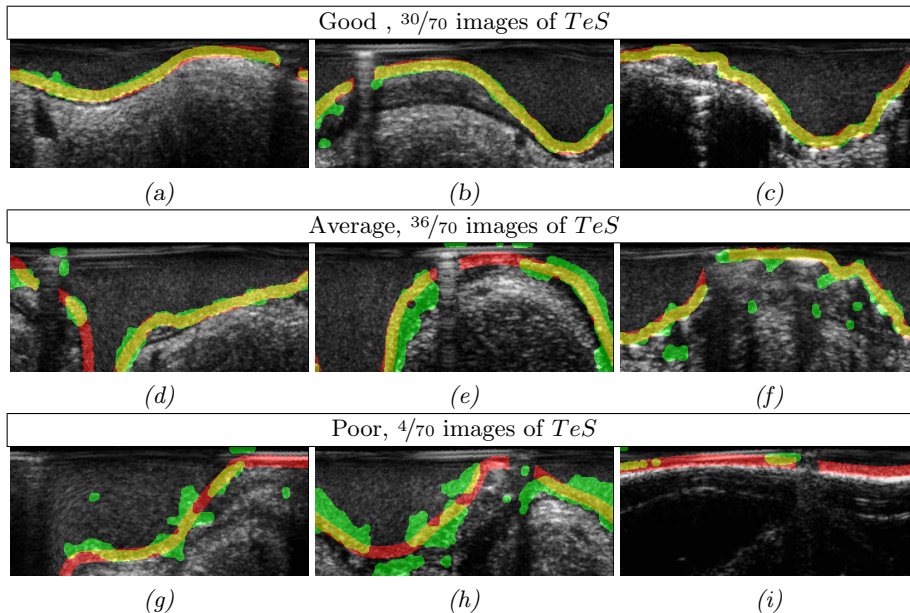 Good , 30/70 images of TeS
(a) (b) (c)
Average, 36/70 images of TeS
(d) (e) (f)
Poor, 4/70 images of TeS
(g) (h) (i)